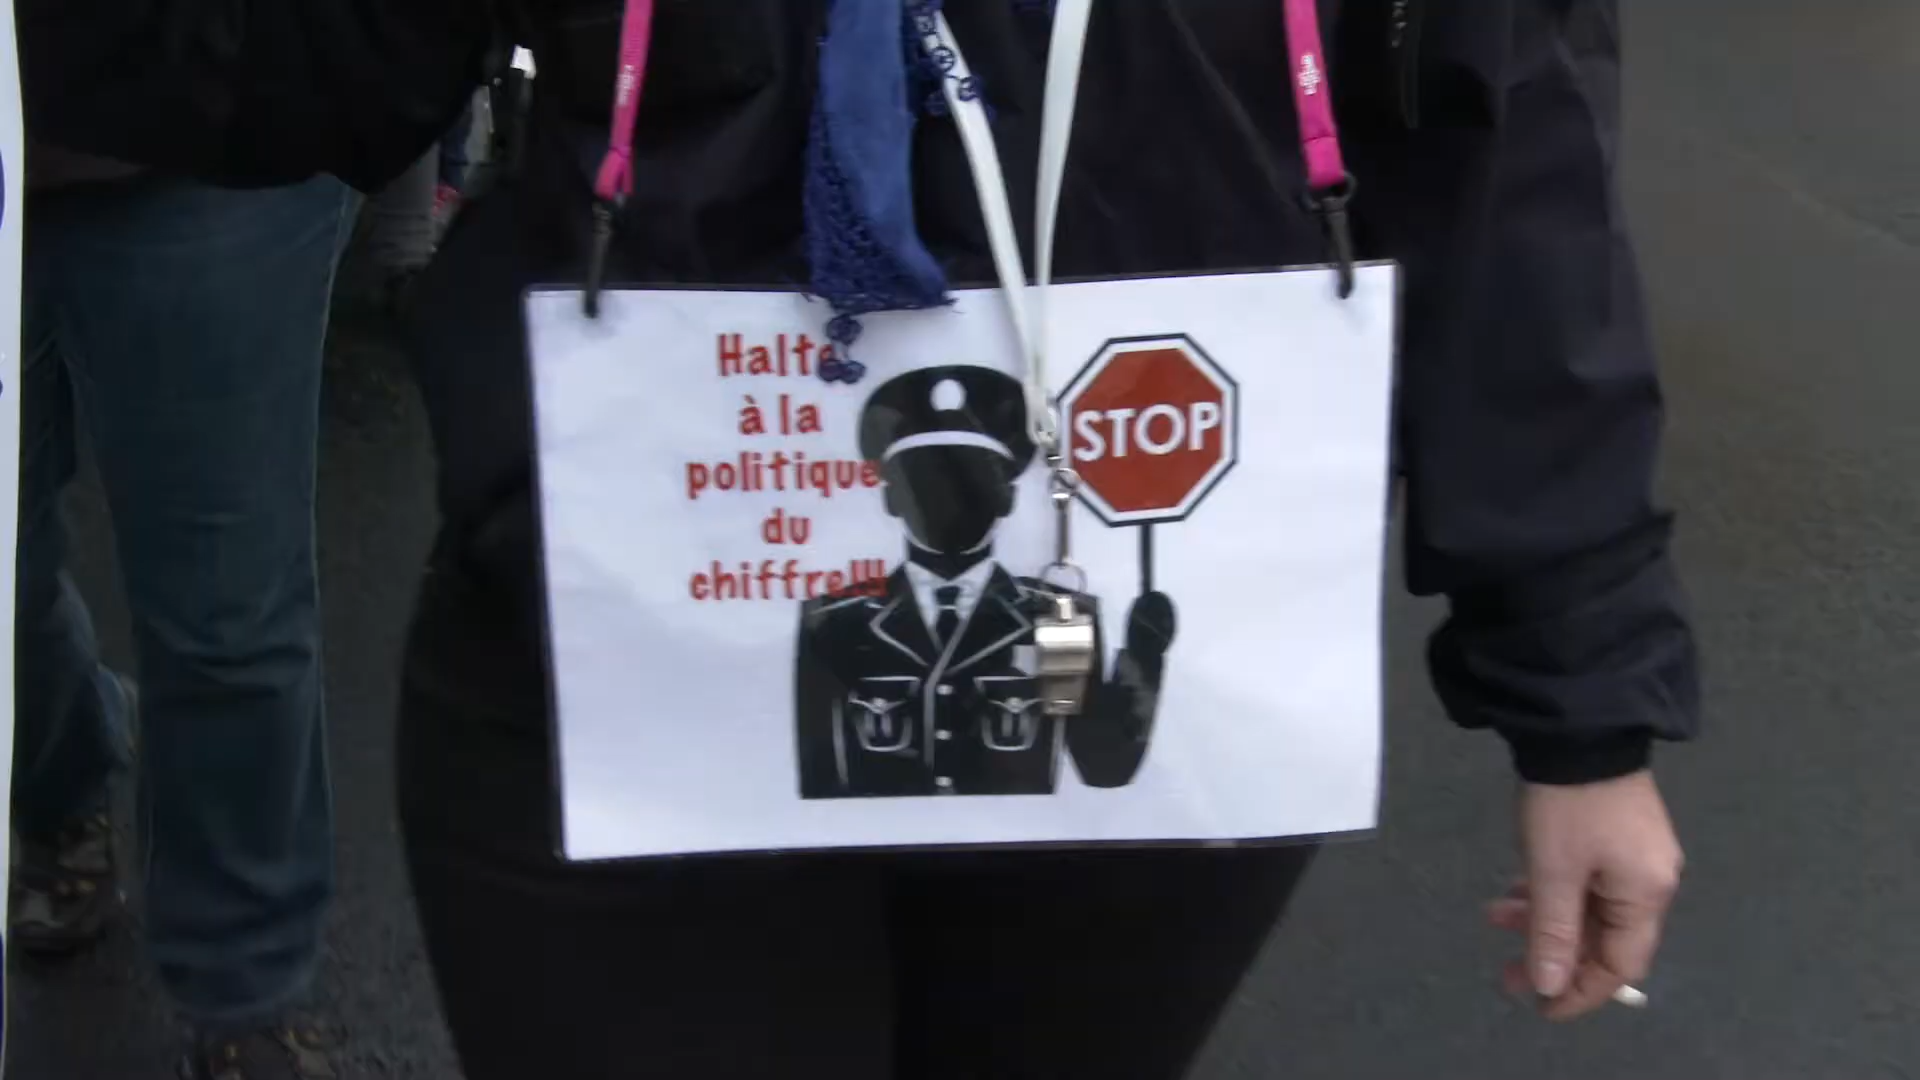 Halte
à la
politique
du
chiffre!!!
STOP